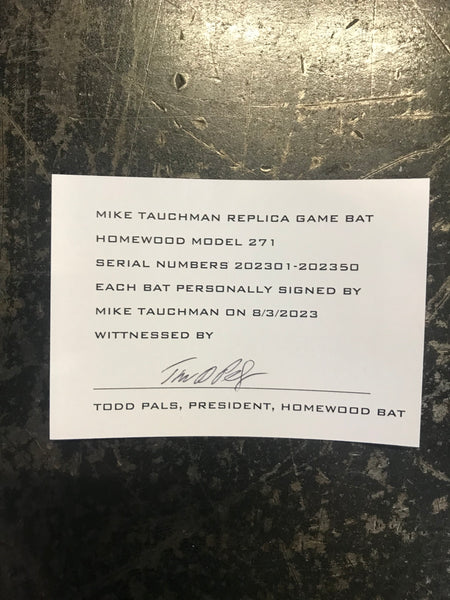 MIKE TAUCHMAN REPLICA GAME BAT
HOMEWOOD MODEL 271
SERIAL NUMBERS 202301-202350
EACH BAT PERSONALLY SIGNED BY
MIKE TAUCHMAN ON 8/3/2023
WITTNESSED BY
TODD PALS, PRESIDENT, HOMEWOOD BAT